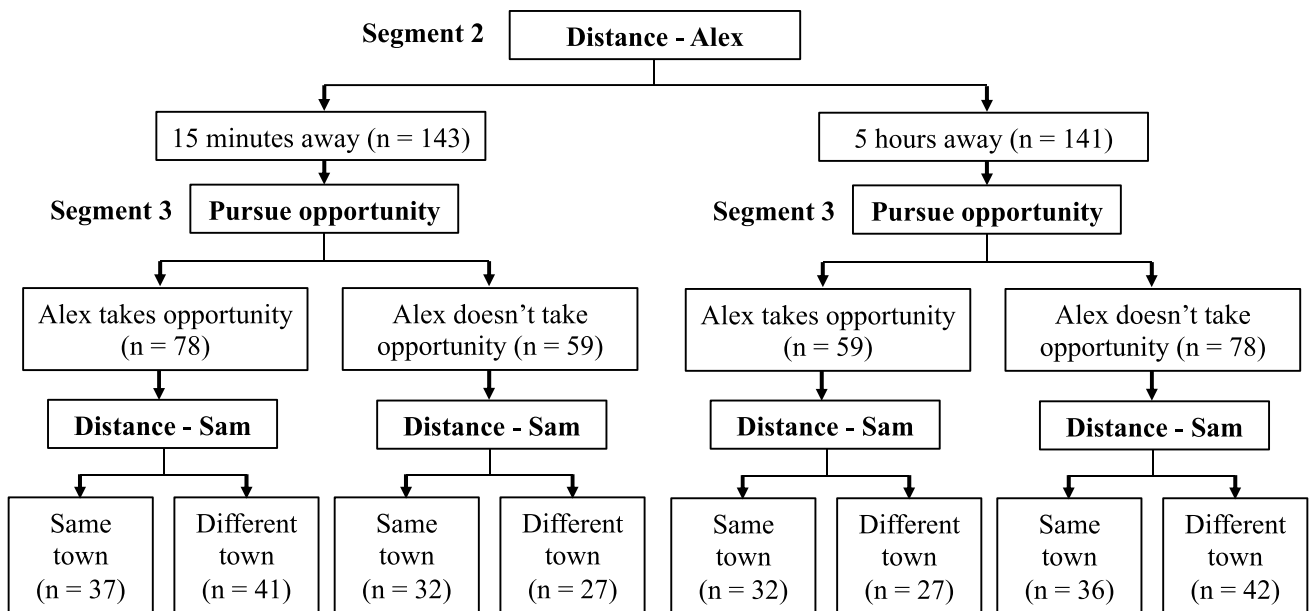 Segment 2
Distance - Alex
15 minutes away (n = 143)
5 hours away (n = 141)
Segment 3
Pursue opportunity
Segment 3
Pursue opportunity
Alex takes opportunity
(n = 78)
Alex doesn’t take
opportunity (n = 59)
Alex takes opportunity
(n = 59)
Alex doesn’t take
opportunity (n = 78)
Distance - Sam
Distance - Sam
Distance - Sam
Distance - Sam
Same
town
(n = 37)
Different
town
(n = 41)
Same
town
(n = 32)
Different
town
(n = 27)
Same
town
(n = 32)
Different
town
(n = 27)
Same
town
(n = 36)
Different
town
(n = 42)